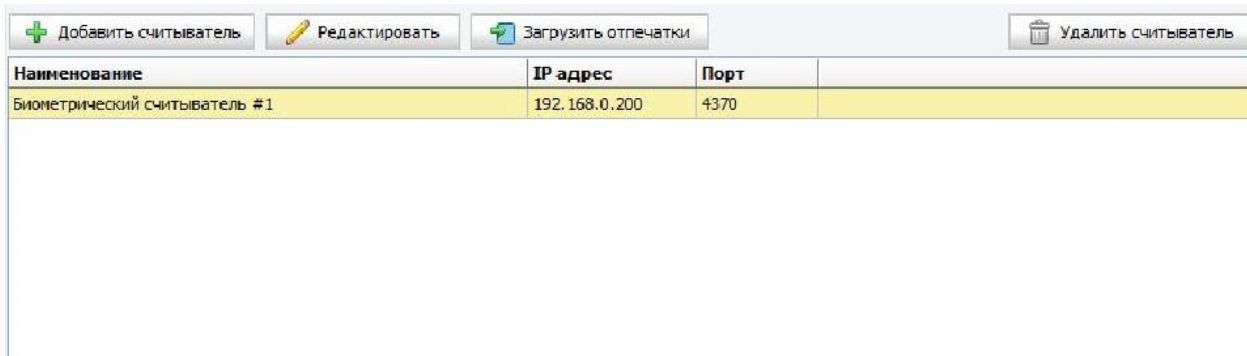 Добавить считыватель Редактировать Загрузить отпечатки Удалить считыватель
Наименование IP адрес Порт
Биометрический считыватель #1 192.168.0.200 4370